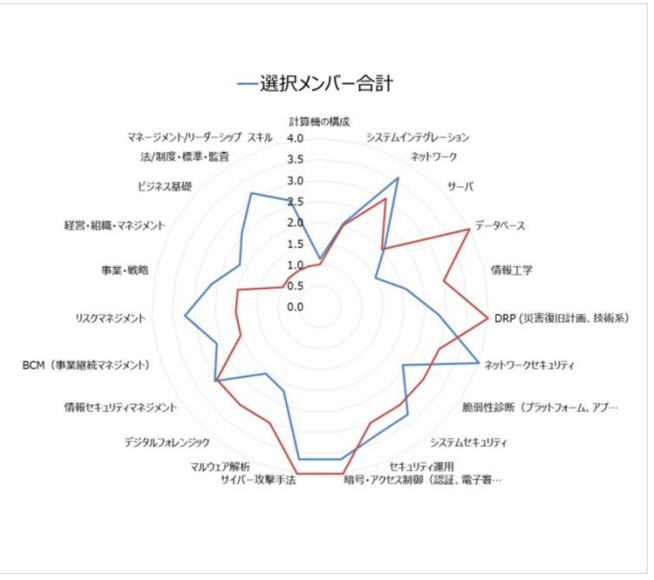 選択メンバー合計
計算機の構成
マネージメント/リーダーシップ スキル
システムインテグレーション
法/制度・標準・監査
ネットワーク
ビジネス基礎
サーバ
経営・組織・マネジメント
データベース
事業・戦略
情報工学
リスクマネジメント
DRP (災害復旧計画、技術系)
BCM（事業継続マネジメント）
ネットワークセキュリティ
情報セキュリティマネジメント
脆弱性診断（プラットフォーム、アプ…
デジタルフォレンジック
システムセキュリティ
マルウェア解析
セキュリティ運用
サイバー攻撃手法
暗号・アクセス制御（認証、電子署…
4.0
3.5
3.0
2.5
2.0
1.5
1.0
0.5
0.0